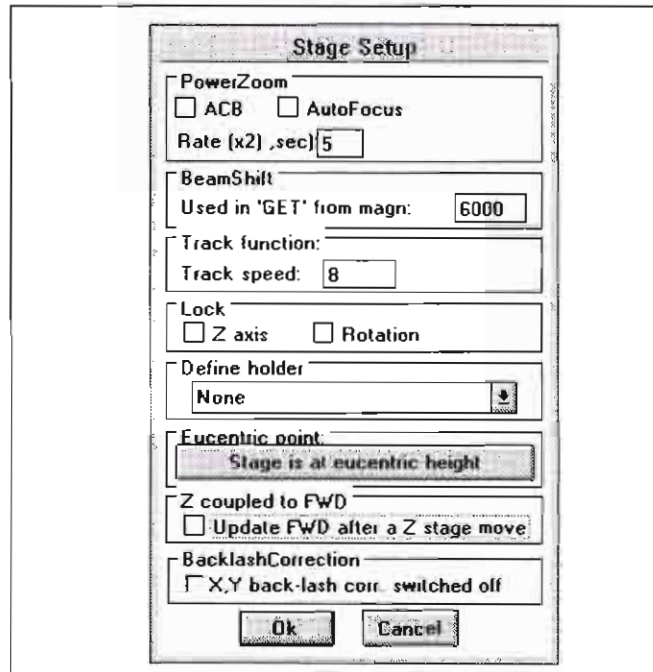 Stage Setup
PowerZoom
ACB AutoFocus
Rate (x2) ,sec) 5
BeamShift
Used in 'GET' from magn: 6000
Track function:
Track speed: 8
Lock
Z axis Rotation
Define holder
None
Eucentric point:
Stage is at eucentric height
Z coupled to FWD
Update FWD after a Z stage move
BacklashCorrection
X,Y back-lash corr. switched off
Ok Cancel